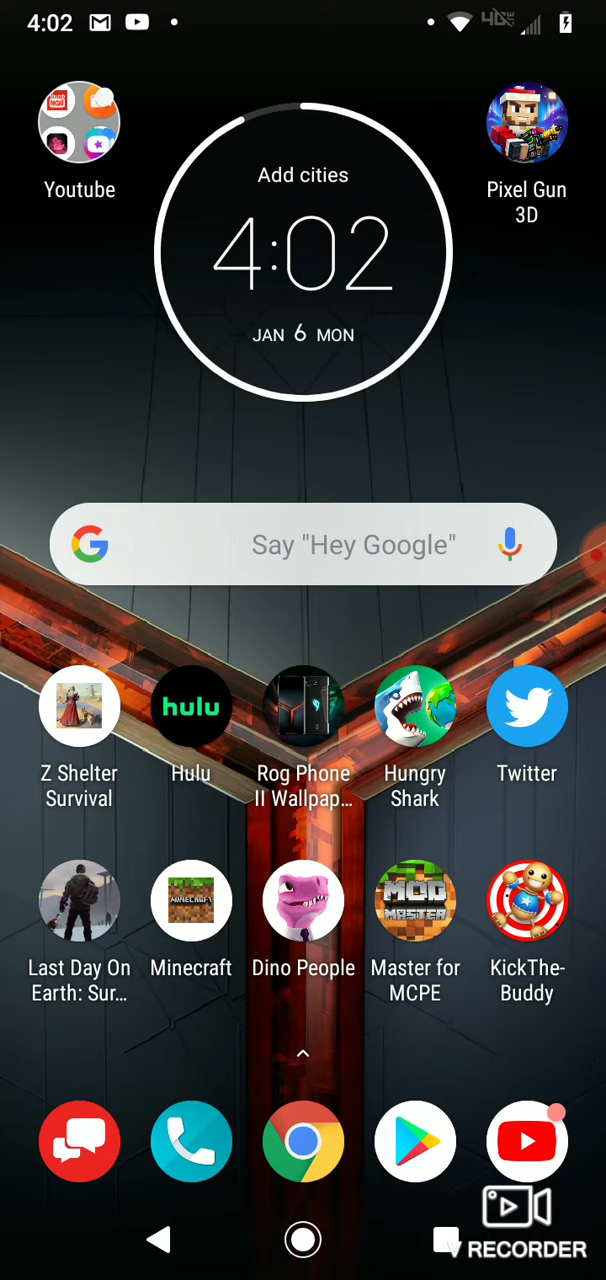 4:02
4G LTE
Youtube
Add cities
4:02
JAN 6 MON
Pixel Gun
3D
Say "Hey Google"
hulu
Z Shelter
Survival
Hulu
Rog Phone
II Wallpap...
Hungry
Shark
Twitter
MINECRAFT
MOD
MASTER
Last Day On
Earth: Sur...
Minecraft
Dino People
Master for
MCPE
KickThe-
Buddy
V RECORDER